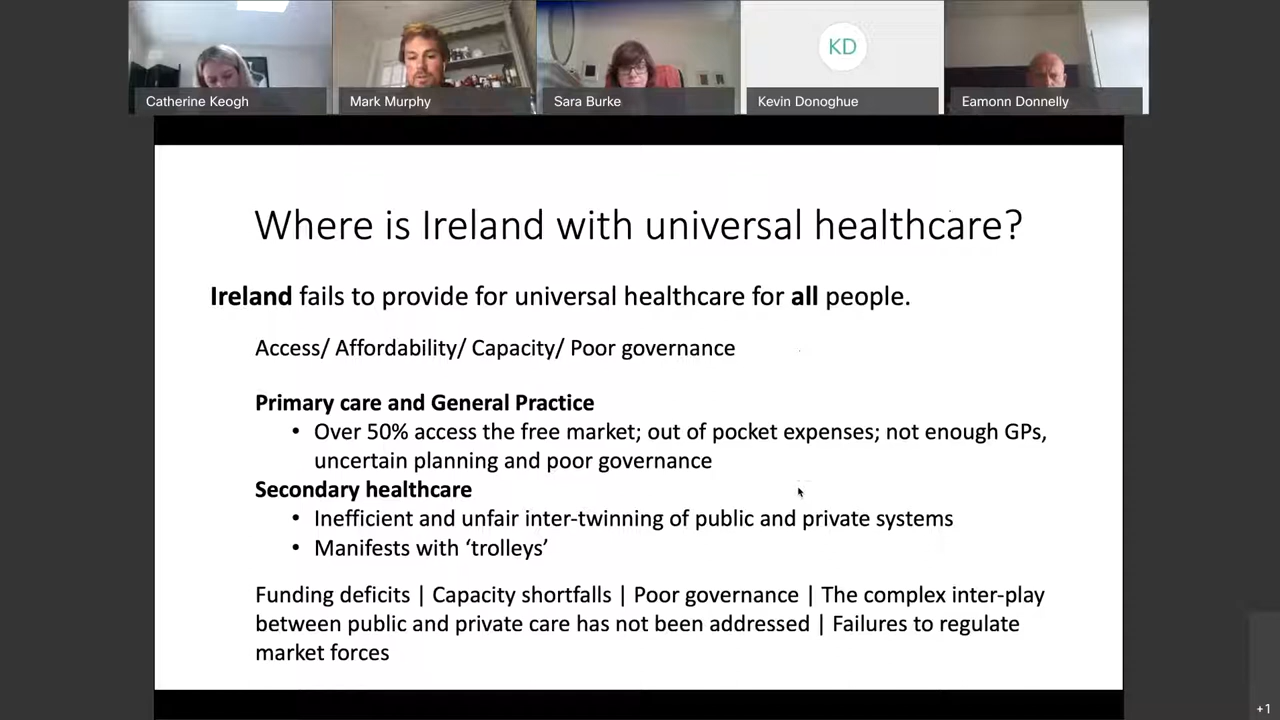 Catherine Keogh
Mark Murphy
Sara Burke
KD
Kevin Donoghue
Eamonn Donnelly
Where is Ireland with universal healthcare?
Ireland fails to provide for universal healthcare for all people.
Access/ Affordability/ Capacity/ Poor governance
Primary care and General Practice
• Over 50% access the free market; out of pocket expenses; not enough GPs,
uncertain planning and poor governance
Secondary healthcare
• Inefficient and unfair inter-twinning of public and private systems
• Manifests with ‘trolleys’
Funding deficits | Capacity shortfalls | Poor governance | The complex inter-play
between public and private care has not been addressed | Failures to regulate
market forces
+1